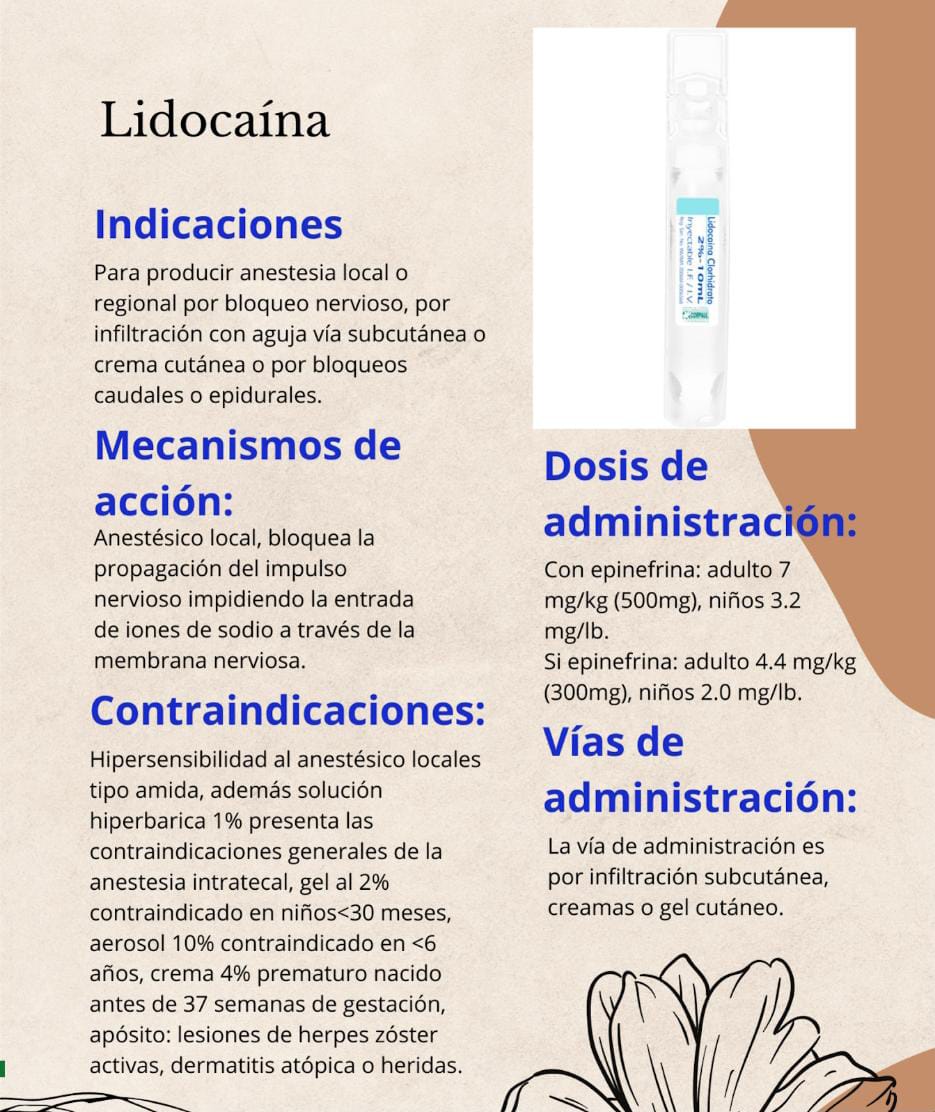 Lidocaína
Indicaciones
Para producir anestesia local o
regional por bloqueo nervioso, por
infiltración con aguja vía subcutánea o
crema cutánea o por bloqueos
caudales o epidurales.
Mecanismos de
acción:
Anestésico local, bloquea la
propagación del impulso
nervioso impidiendo la entrada
de iones de sodio a través de la
membrana nerviosa.
Contraindicaciones:
Hipersensibilidad al anestésico locales
tipo amida, además solución
hiperbarica 1% presenta las
contraindicaciones generales de la
anestesia intratecal, gel al 2%
contraindicado en niños<30 meses,
aerosol 10% contraindicado en <6
años, crema 4% prematuro nacido
antes de 37 semanas de gestación,
apósito: lesiones de herpes zóster
activas, dermatitis atópica o heridas.
Lidocaina Clorhidrato
2%-10mL
Inyectable I.E / I.V.
CORPAUL
Dosis de
administración:
Con epinefrina: adulto 7
mg/kg (500mg), niños 3.2
mg/lb.
Si epinefrina: adulto 4.4 mg/kg
(300mg), niños 2.0 mg/lb.
Vías de
administración:
La vía de administración es
por infiltración subcutánea,
creamas o gel cutáneo.